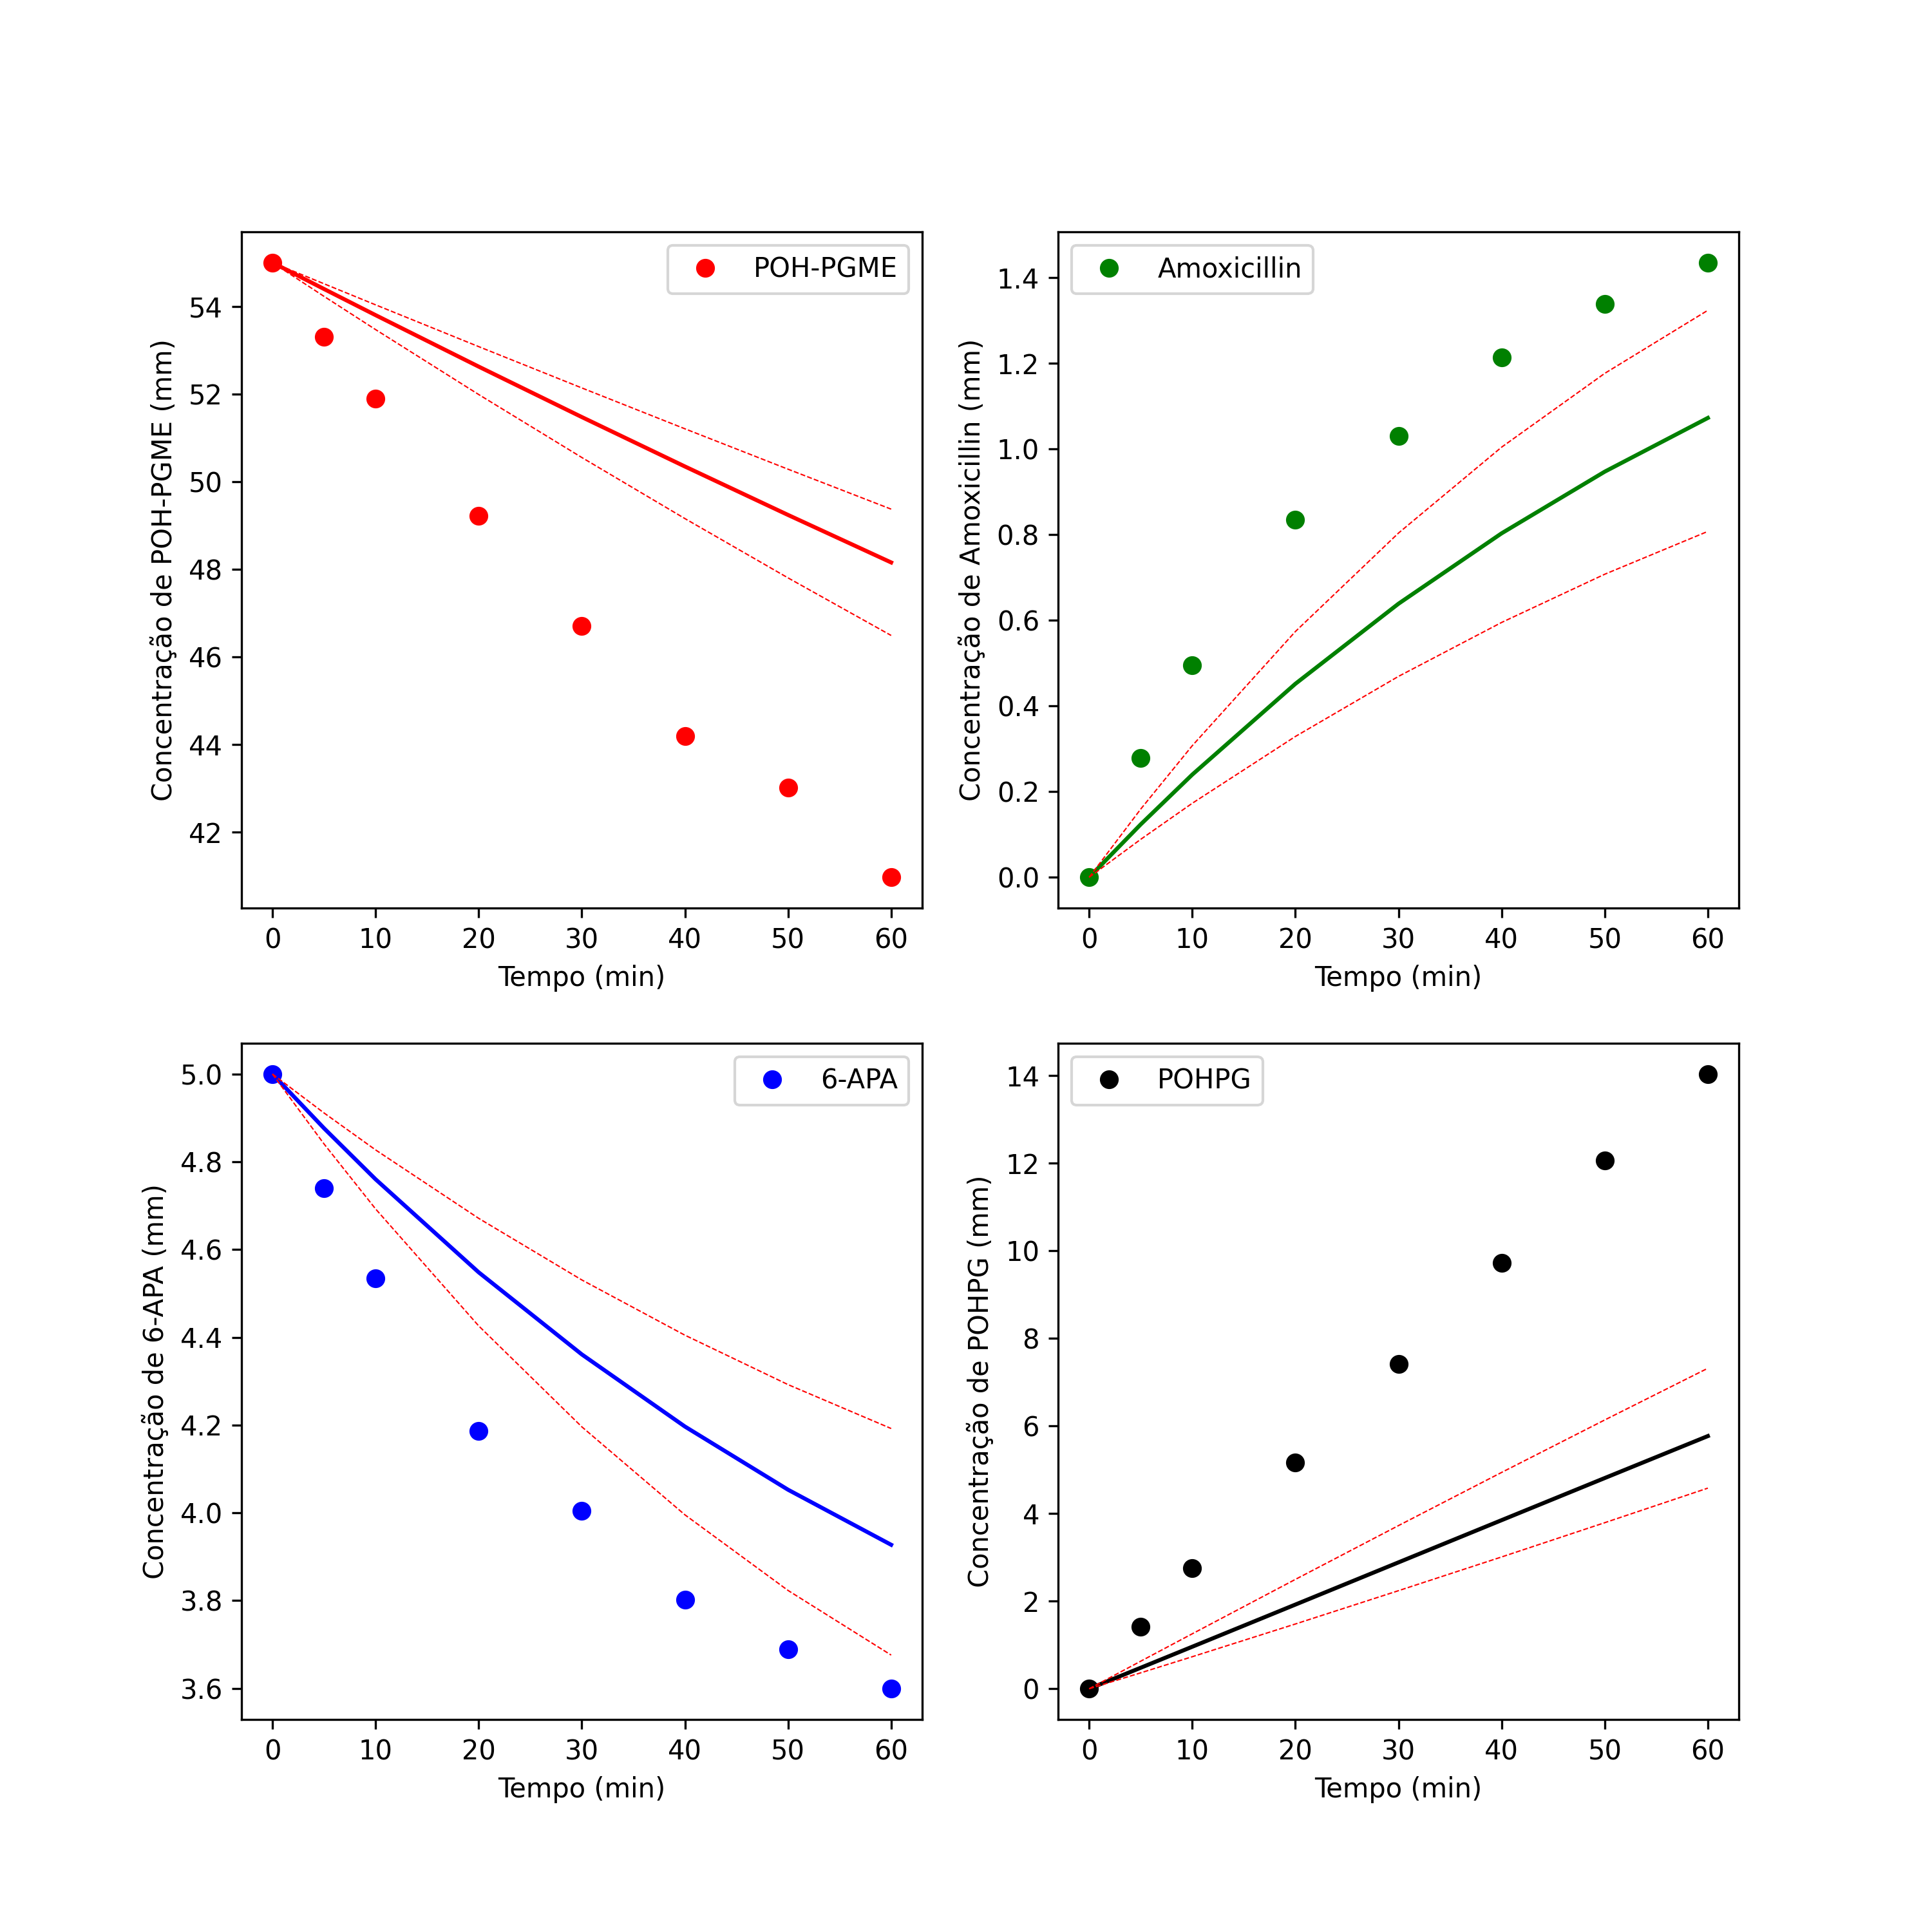 POH-PGME
Concentração de POH-PGME (mm)
54
52
50
48
46
44
42
0 10 20 30 40 50 60
Tempo (min)
Amoxicillin
Concentração de Amoxicillin (mm)
1.4
1.2
1.0
0.8
0.6
0.4
0.2
0.0
0 10 20 30 40 50 60
Tempo (min)
6-APA
Concentração de 6-APA (mm)
5.0
4.8
4.6
4.4
4.2
4.0
3.8
3.6
0 10 20 30 40 50 60
Tempo (min)
POHPG
Concentração de POHPG (mm)
14
12
10
8
6
4
2
0
0 10 20 30 40 50 60
Tempo (min)